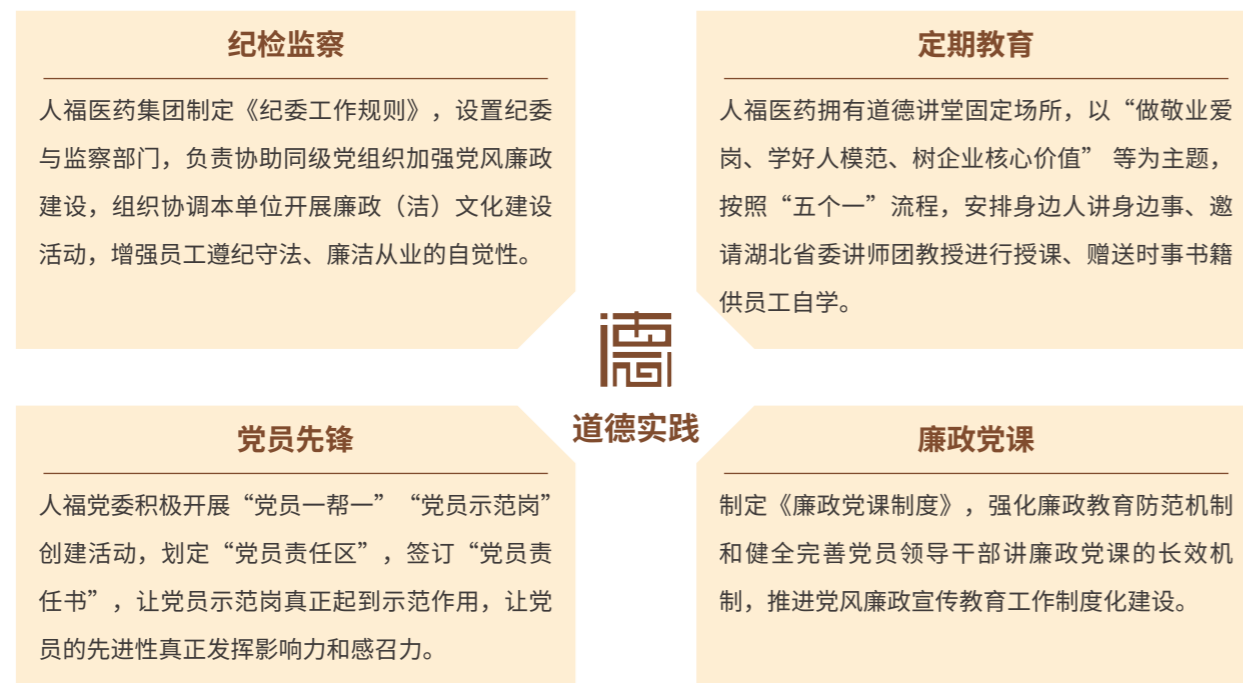 纪检监察
人福医药集团制定《纪委工作规则》，设置纪委
与监察部门，负责协助同级党组织加强党风廉政
建设，组织协调本单位开展廉政（洁）文化建设
活动，增强员工遵纪守法、廉洁从业的自觉性。
定期教育
人福医药拥有道德讲堂固定场所，以“做敬业爱
岗、学好人模范、树企业核心价值” 等为主题，
按照“五个一”流程，安排身边人讲身边事、邀
请湖北省委讲师团教授进行授课、赠送时事书籍
供员工自学。
德
道德实践
党员先锋
人福党委积极开展“党员一帮一”“党员示范岗”
创建活动，划定“党员责任区”，签订“党员责
任书”，让党员示范岗真正起到示范作用，让党
员的先进性真正发挥影响力和感召力。
廉政党课
制定《廉政党课制度》，强化廉政教育防范机制
和健全完善党员领导干部讲廉政党课的长效机
制，推进党风廉政宣传教育工作制度化建设。